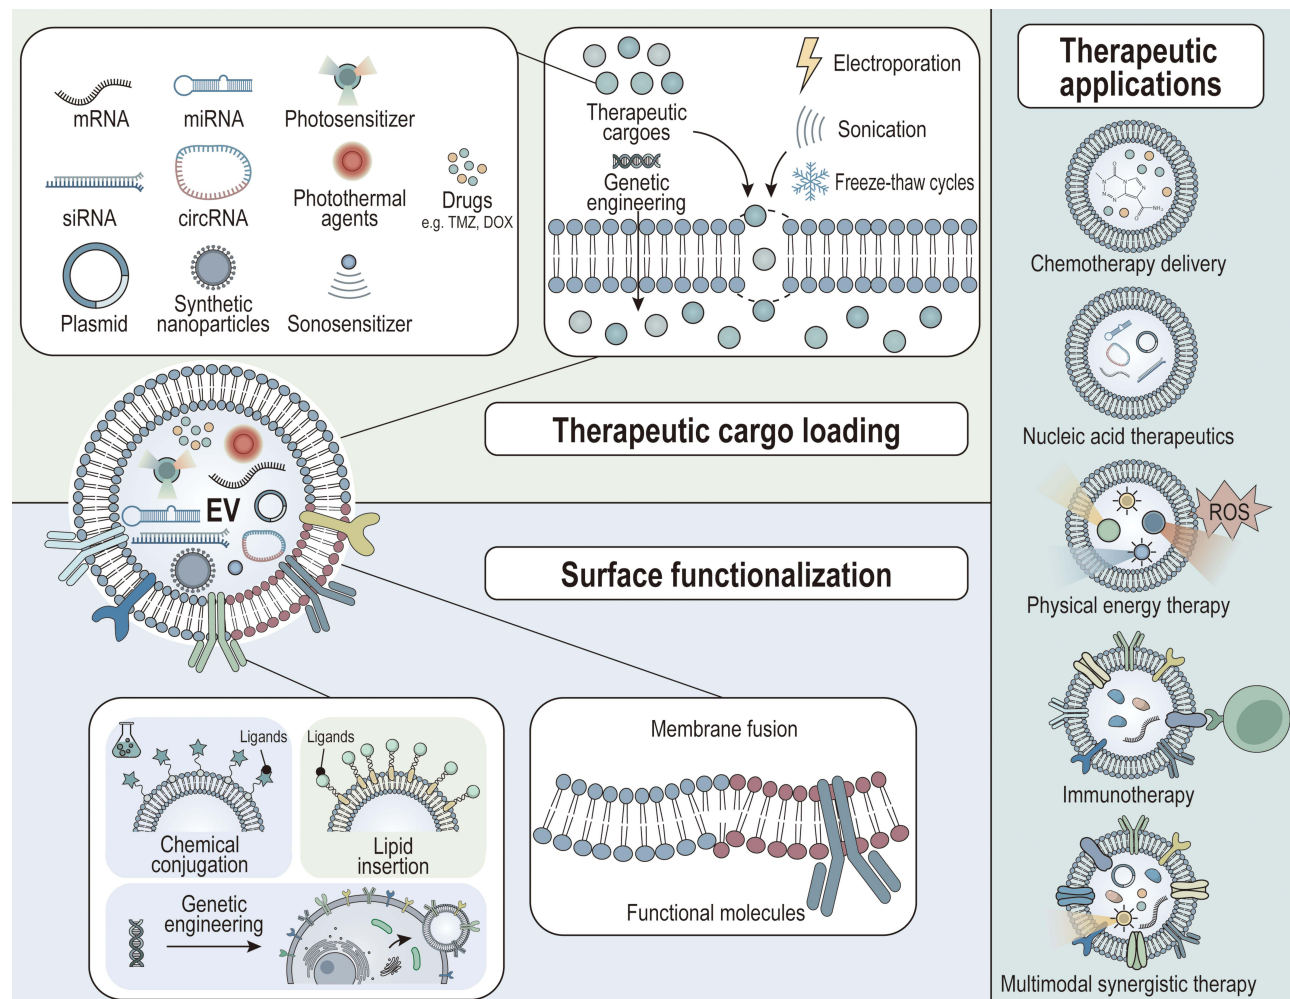 mRNA
miRNA
Photosensitizer
siRNA
circRNA
Photothermal
agents
Drugs
e.g. TMZ, DOX
Plasmid
Synthetic
nanoparticles
Sonosensitizer
Therapeutic
cargoes
Genetic
engineering
Electroporation
Sonication
Freeze-thaw cycles
Therapeutic cargo loading
EV
Surface functionalization
Ligands
Chemical
conjugation
Ligands
Lipid
insertion
Genetic
engineering
Membrane fusion
Functional molecules
Therapeutic
applications
O
N
N
N
N
N
O
NH₂
Chemotherapy delivery
Nucleic acid therapeutics
ROS
Physical energy therapy
Immunotherapy
Multimodal synergistic therapy